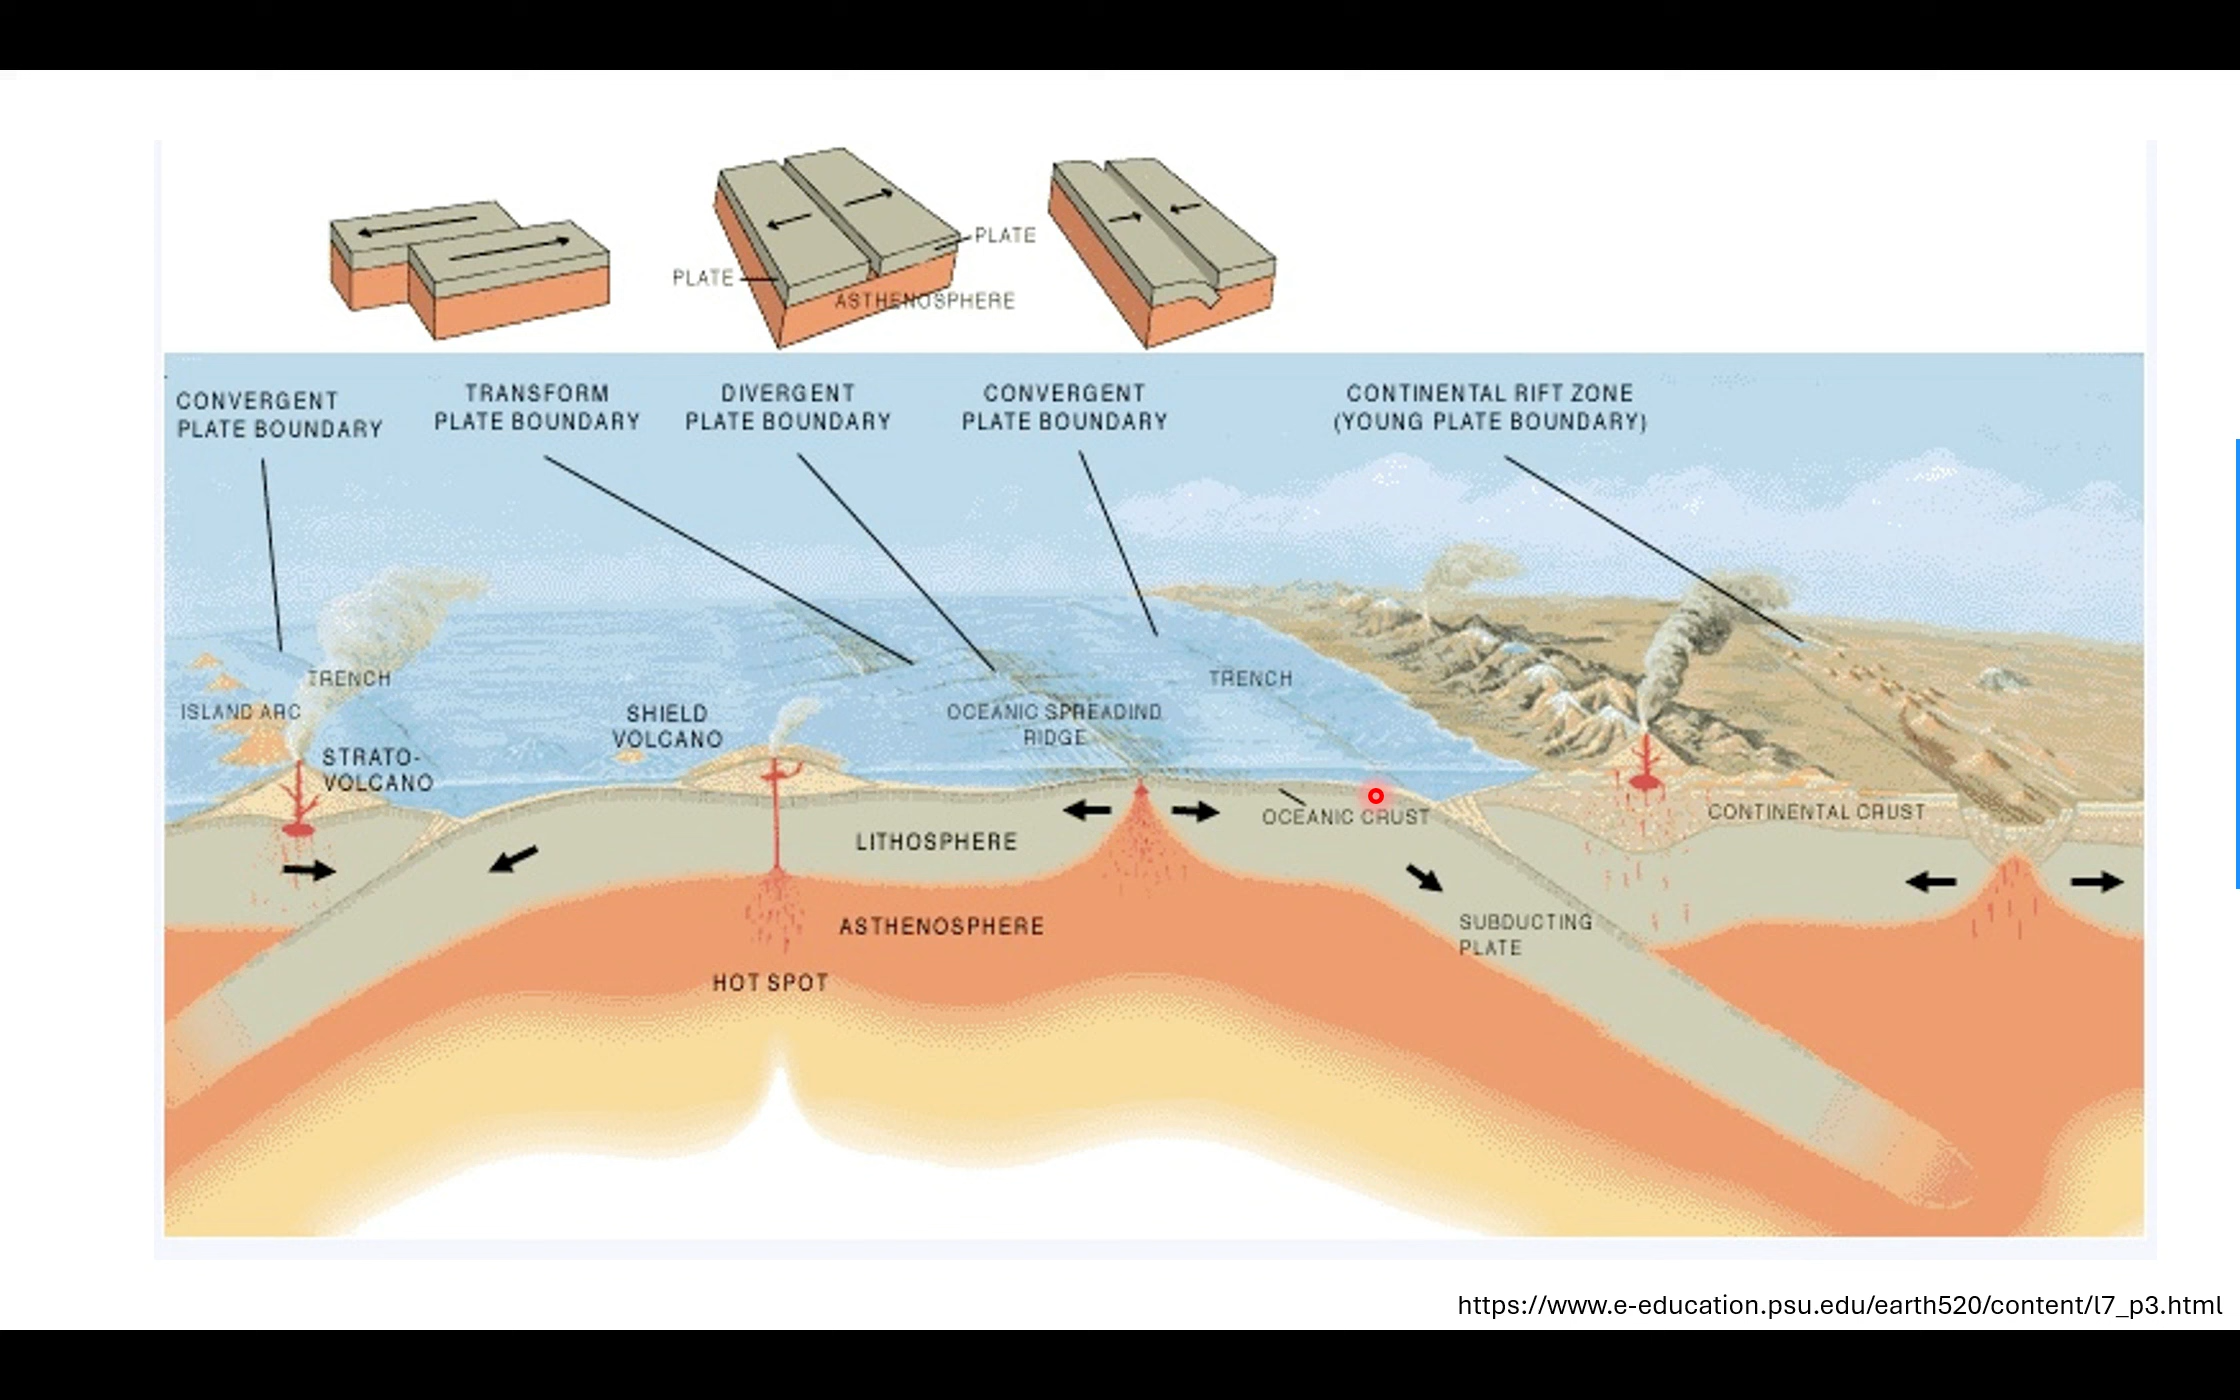 PLATE
PLATE
ASTHENOSPHERE
CONVERGENT
PLATE BOUNDARY
TRANSFORM
PLATE BOUNDARY
DIVERGENT
PLATE BOUNDARY
CONVERGENT
PLATE BOUNDARY
CONTINENTAL RIFT ZONE
(YOUNG PLATE BOUNDARY)
TRENCH
ISLAND ARC
STRATO-
VOLCANO
SHIELD
VOLCANO
OCEANIC SPREADIND
RIDGE
TRENCH
OCEANIC CRUST
CONTINENTAL CRUST
LITHOSPHERE
ASTHENOSPHERE
SUBDUCTING
PLATE
HOT SPOT
https://www.e-education.psu.edu/earth520/content/l7_p3.html